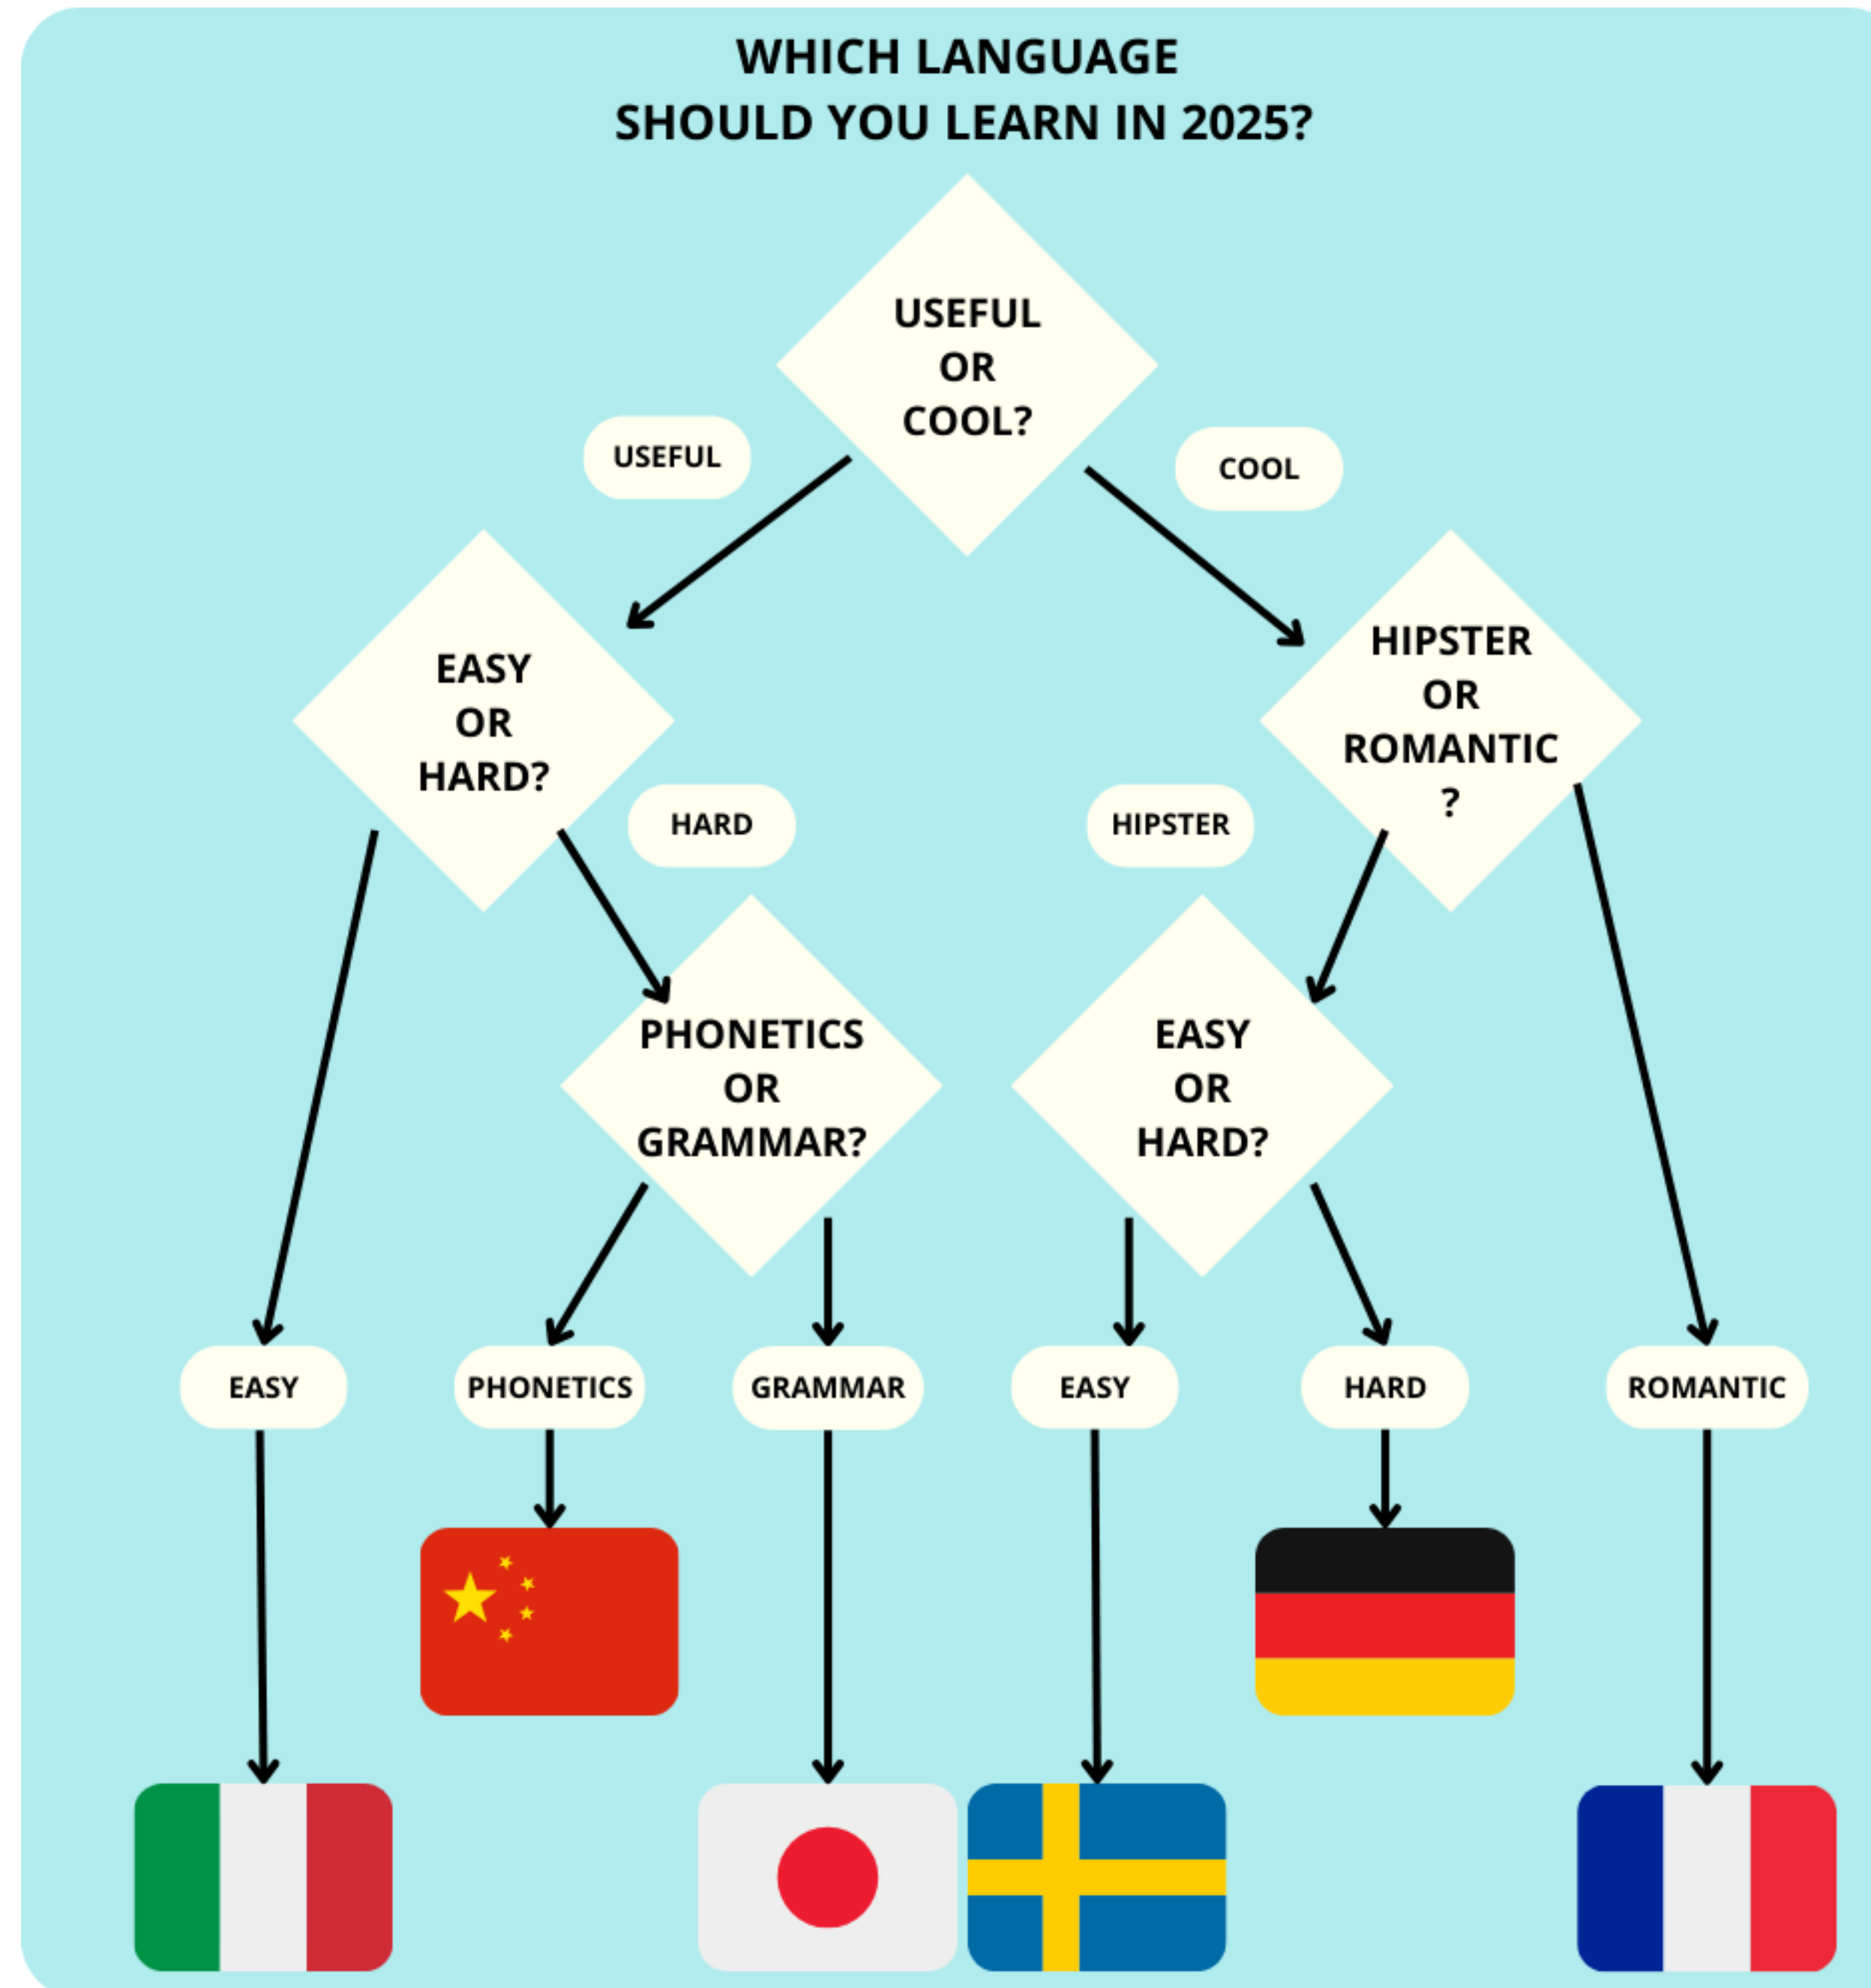 WHICH LANGUAGE
SHOULD YOU LEARN IN 2025?
USEFUL
OR
COOL?
USEFUL
COOL
EASY
OR
HARD?
HIPSTER
OR
ROMANTIC
?
HARD
HIPSTER
PHONETICS
OR
GRAMMAR?
EASY
OR
HARD?
EASY
PHONETICS
GRAMMAR
EASY
HARD
ROMANTIC